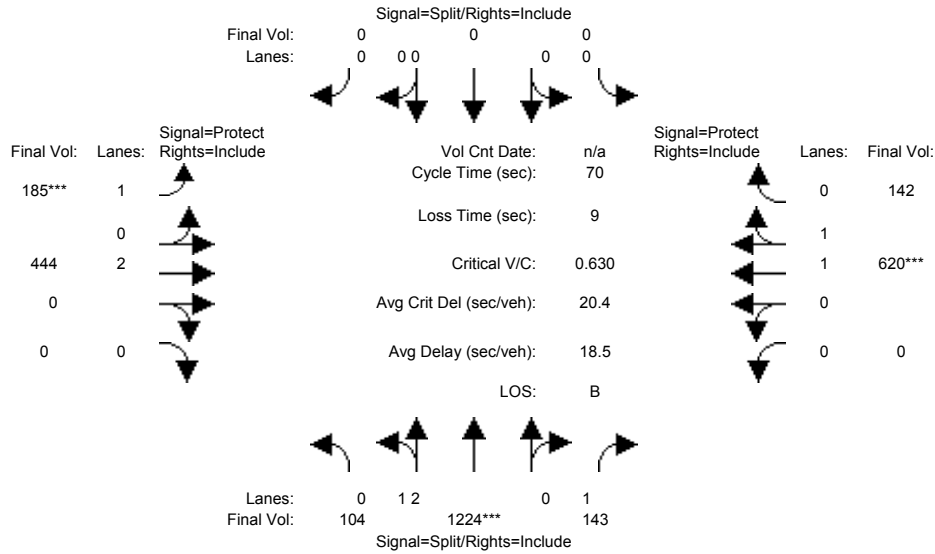 Signal=Split/Rights=Include
Final Vol: 0 0 0
Lanes: 0 0 0 0 0
Signal=Protect
Final Vol: Lanes: Rights=Include
Vol Cnt Date: n/a
Signal=Protect
Rights=Include Lanes: Final Vol:
Cycle Time (sec): 70
185*** 1
0 142
Loss Time (sec): 9
0
1
444 2
Critical V/C: 0.630
1 620***
0
Avg Crit Del (sec/veh): 20.4
0
0 0
Avg Delay (sec/veh): 18.5
0 0
LOS: B
Lanes: 0 1 2 0 1
Final Vol: 104 1224*** 143
Signal=Split/Rights=Include